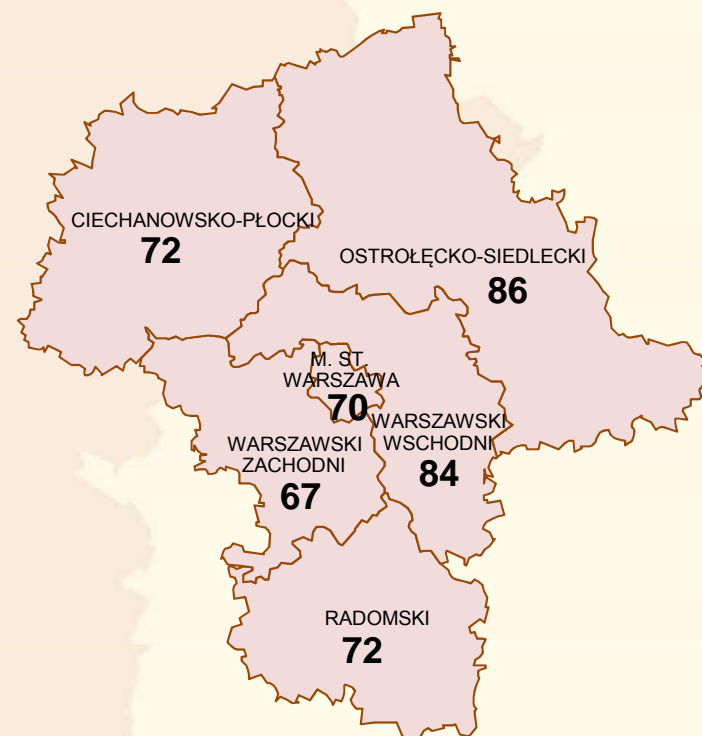 CIECHANOWSKO-PŁOCKI
72
OSTROŁĘCKO-SIEDLECKI
86
M. ST.
WARSZAWA
70
WARSZAWSKI
WSCHODNI
84
WARSZAWSKI
ZACHODNI
67
RADOMSKI
72